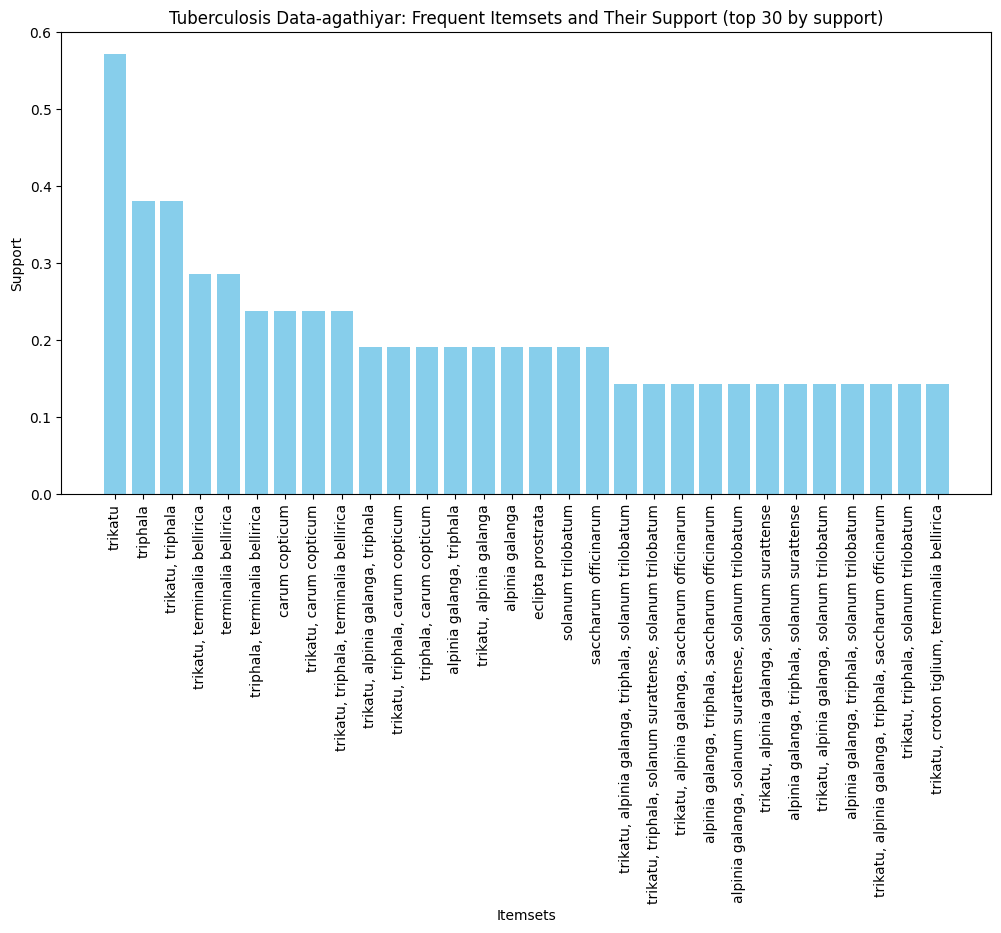 Tuberculosis Data-agathiyar: Frequent Itemsets and Their Support (top 30 by support)
0.6
0.5
0.4
0.3
0.2
0.1
0.0
Support
trikatu
triphala
trikatu, triphala
trikatu, terminalia bellirica
terminalia bellirica
triphala, terminalia bellirica
carum copticum
trikatu, carum copticum
trikatu, triphala, terminalia bellirica
trikatu, alpinia galanga, triphala
trikatu, triphala, carum copticum
triphala, carum copticum
alpinia galanga, triphala
trikatu, alpinia galanga
alpinia galanga
eclipta prostrata
solanum trilobatum
saccharum officinarum
trikatu, alpinia galanga, triphala, solanum trilobatum
trikatu, triphala, solanum surattense, solanum trilobatum
trikatu, alpinia galanga, saccharum officinarum
alpinia galanga, triphala, saccharum officinarum
alpinia galanga, solanum surattense, solanum trilobatum
trikatu, alpinia galanga, solanum surattense
alpinia galanga, triphala, solanum surattense
trikatu, alpinia galanga, solanum trilobatum
alpinia galanga, triphala, solanum trilobatum
trikatu, alpinia galanga, triphala, saccharum officinarum
trikatu, triphala, solanum trilobatum
trikatu, croton tiglium, terminalia bellirica
Itemsets